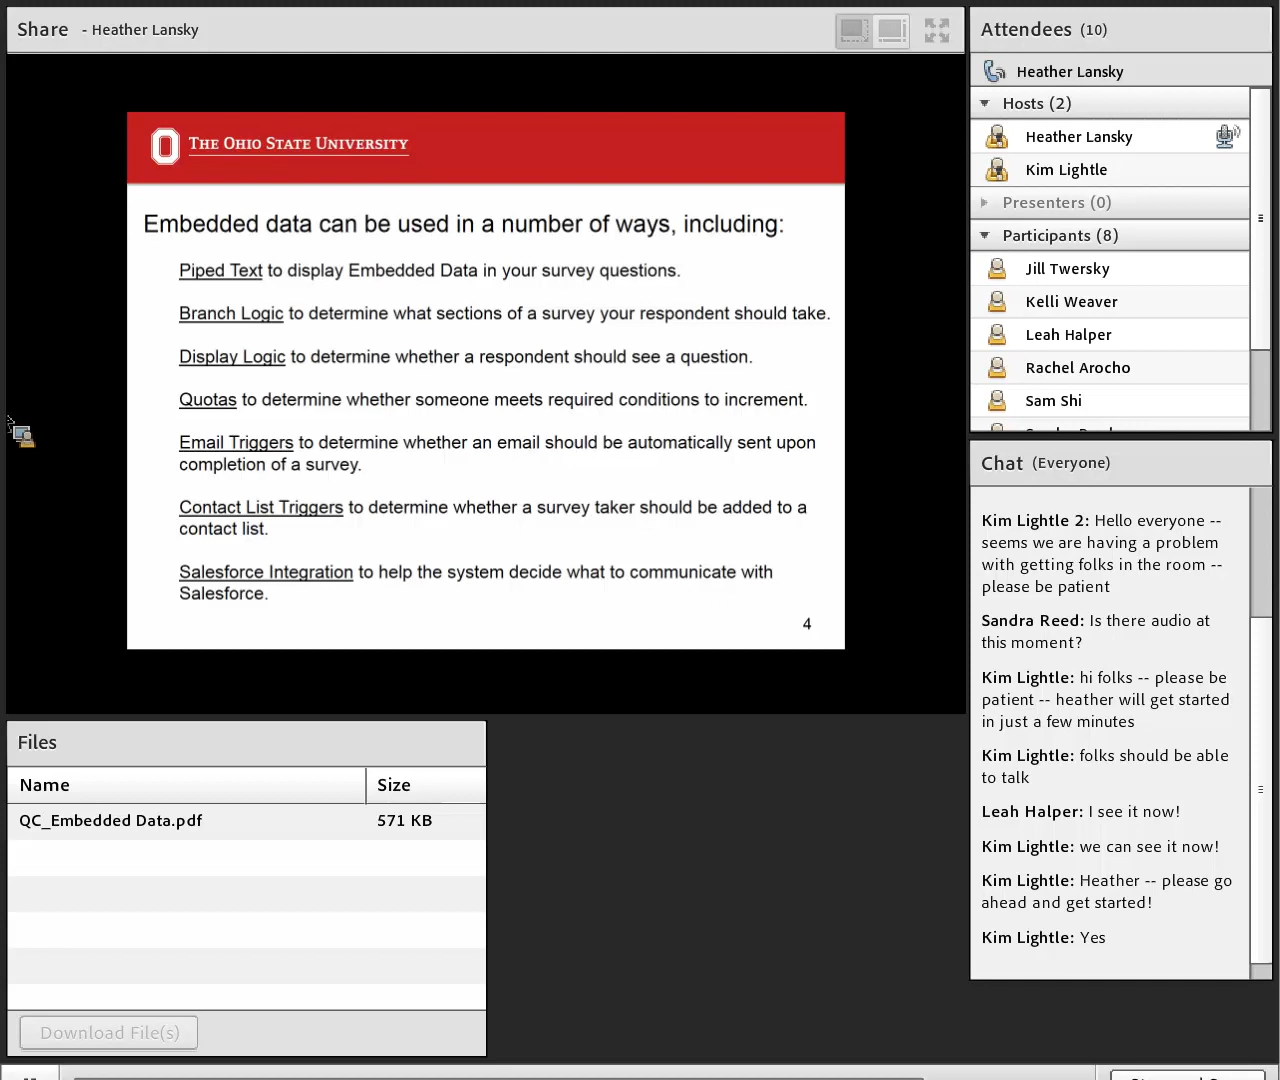 Share - Heather Lansky
THE OHIO STATE UNIVERSITY
Embedded data can be used in a number of ways, including:
Piped Text to display Embedded Data in your survey questions.
Branch Logic to determine what sections of a survey your respondent should take.
Display Logic to determine whether a respondent should see a question.
Quotas to determine whether someone meets required conditions to increment.
Email Triggers to determine whether an email should be automatically sent upon
completion of a survey.
Contact List Triggers to determine whether a survey taker should be added to a
contact list.
Salesforce Integration to help the system decide what to communicate with
Salesforce.
4
Files
Name Size
QC_Embedded Data.pdf 571 KB
Download File(s)
Attendees (10)
Heather Lansky
Hosts (2)
Heather Lansky
Kim Lightle
Presenters (0)
Participants (8)
Jill Twersky
Kelli Weaver
Leah Halper
Rachel Arocho
Sam Shi
Chat (Everyone)
Kim Lightle 2: Hello everyone --
seems we are having a problem
with getting folks in the room --
please be patient
Sandra Reed: Is there audio at
this moment?
Kim Lightle: hi folks -- please be
patient -- heather will get started
in just a few minutes
Kim Lightle: folks should be able
to talk
Leah Halper: I see it now!
Kim Lightle: we can see it now!
Kim Lightle: Heather -- please go
ahead and get started!
Kim Lightle: Yes